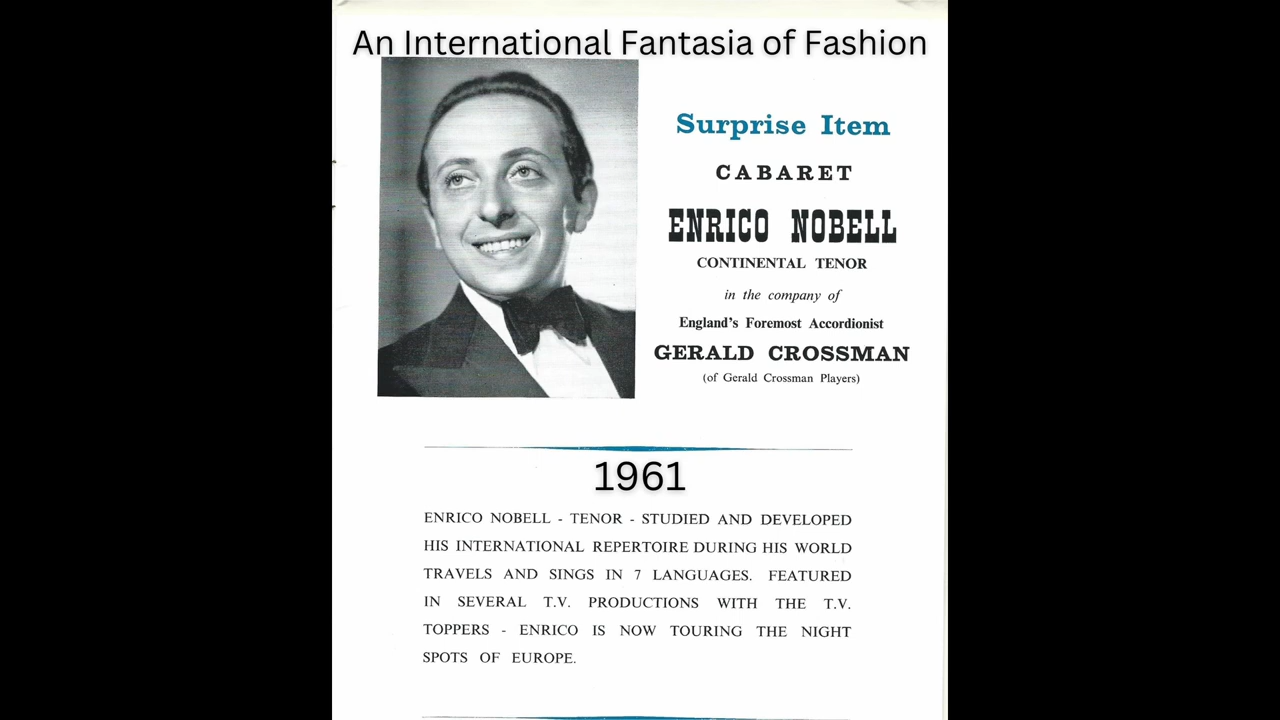 An International Fantasia of Fashion
Surprise Item
CABARET
ENRICO NOBELL
CONTINENTAL TENOR
in the company of
England's Foremost Accordionist
GERALD CROSSMAN
(of Gerald Crossman Players)
1961
ENRICO NOBELL - TENOR - STUDIED AND DEVELOPED
HIS INTERNATIONAL REPERTOIRE DURING HIS WORLD
TRAVELS AND SINGS IN 7 LANGUAGES. FEATURED
IN SEVERAL T.V. PRODUCTIONS WITH THE T.V.
TOPPERS - ENRICO IS NOW TOURING THE NIGHT
SPOTS OF EUROPE.